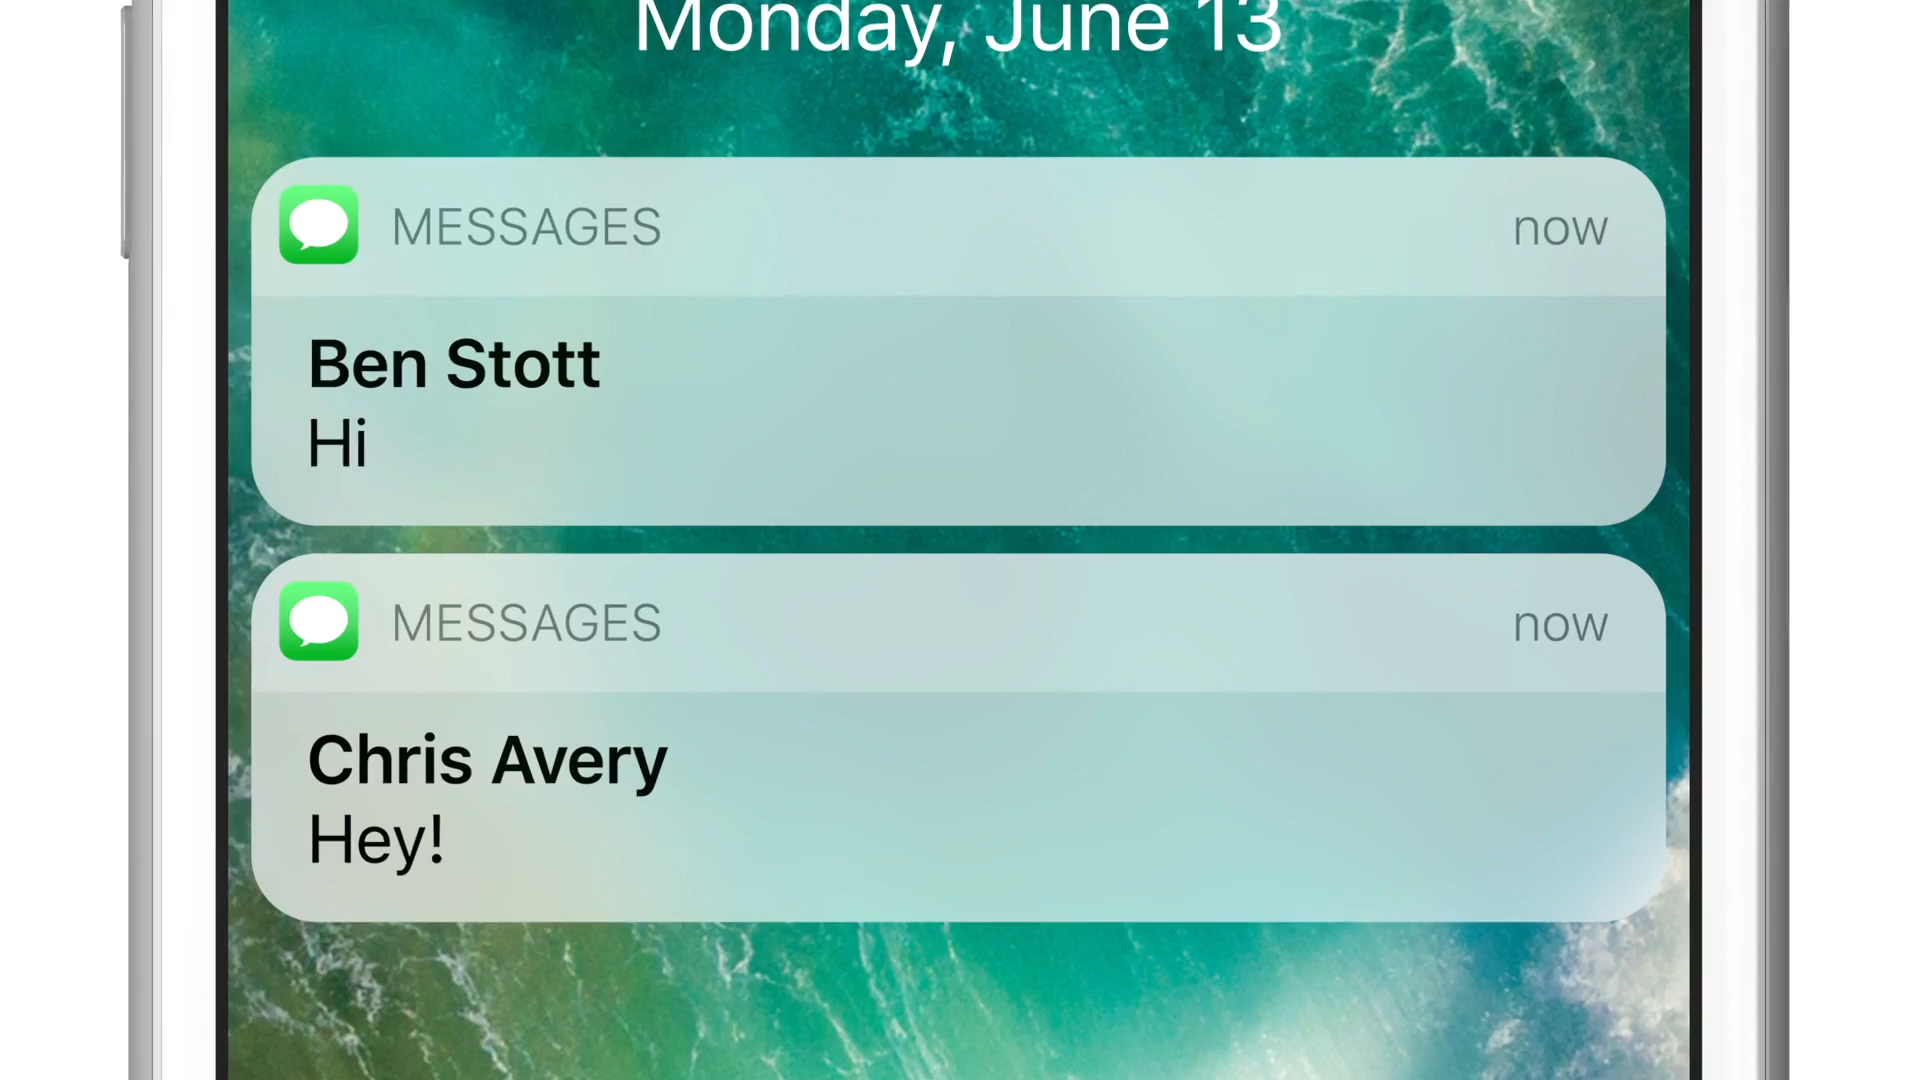 Monday, June 13
MESSAGES now
Ben Stott
Hi
MESSAGES now
Chris Avery
Hey!